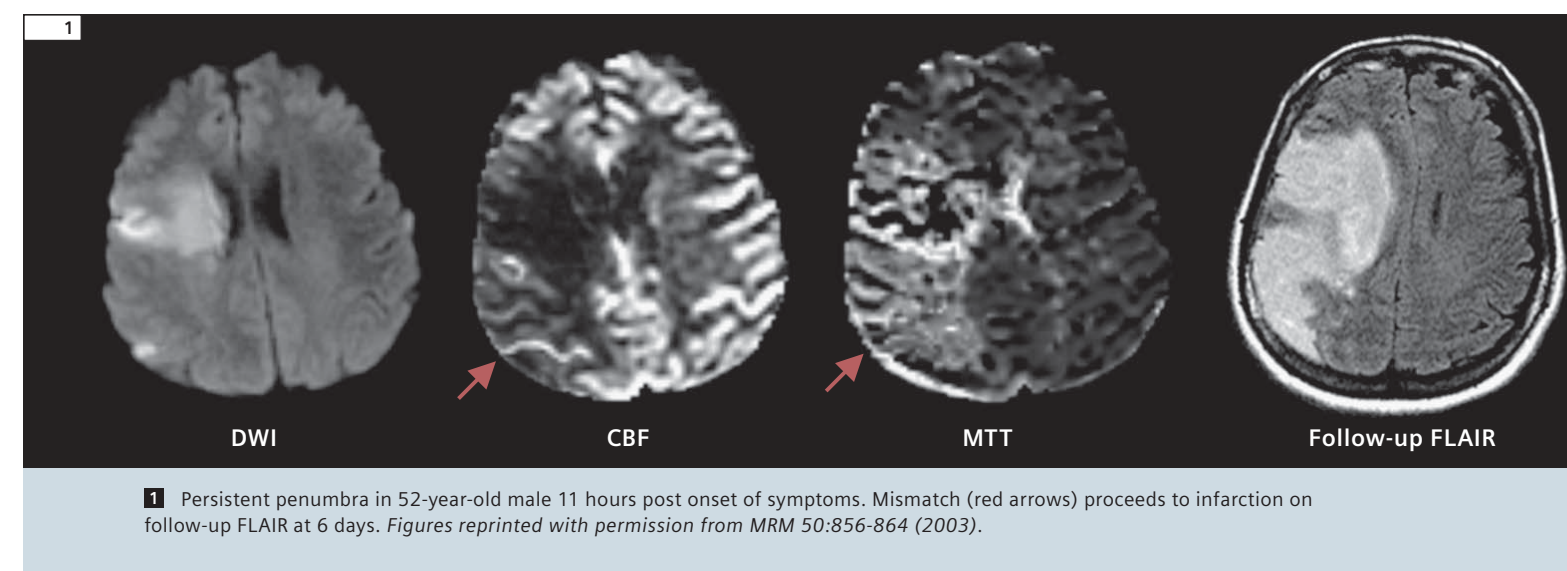 1
DWI
CBF
MTT
Follow-up FLAIR
1 Persistent penumbra in 52-year-old male 11 hours post onset of symptoms. Mismatch (red arrows) proceeds to infarction on
follow-up FLAIR at 6 days. Figures reprinted with permission from MRM 50:856-864 (2003).